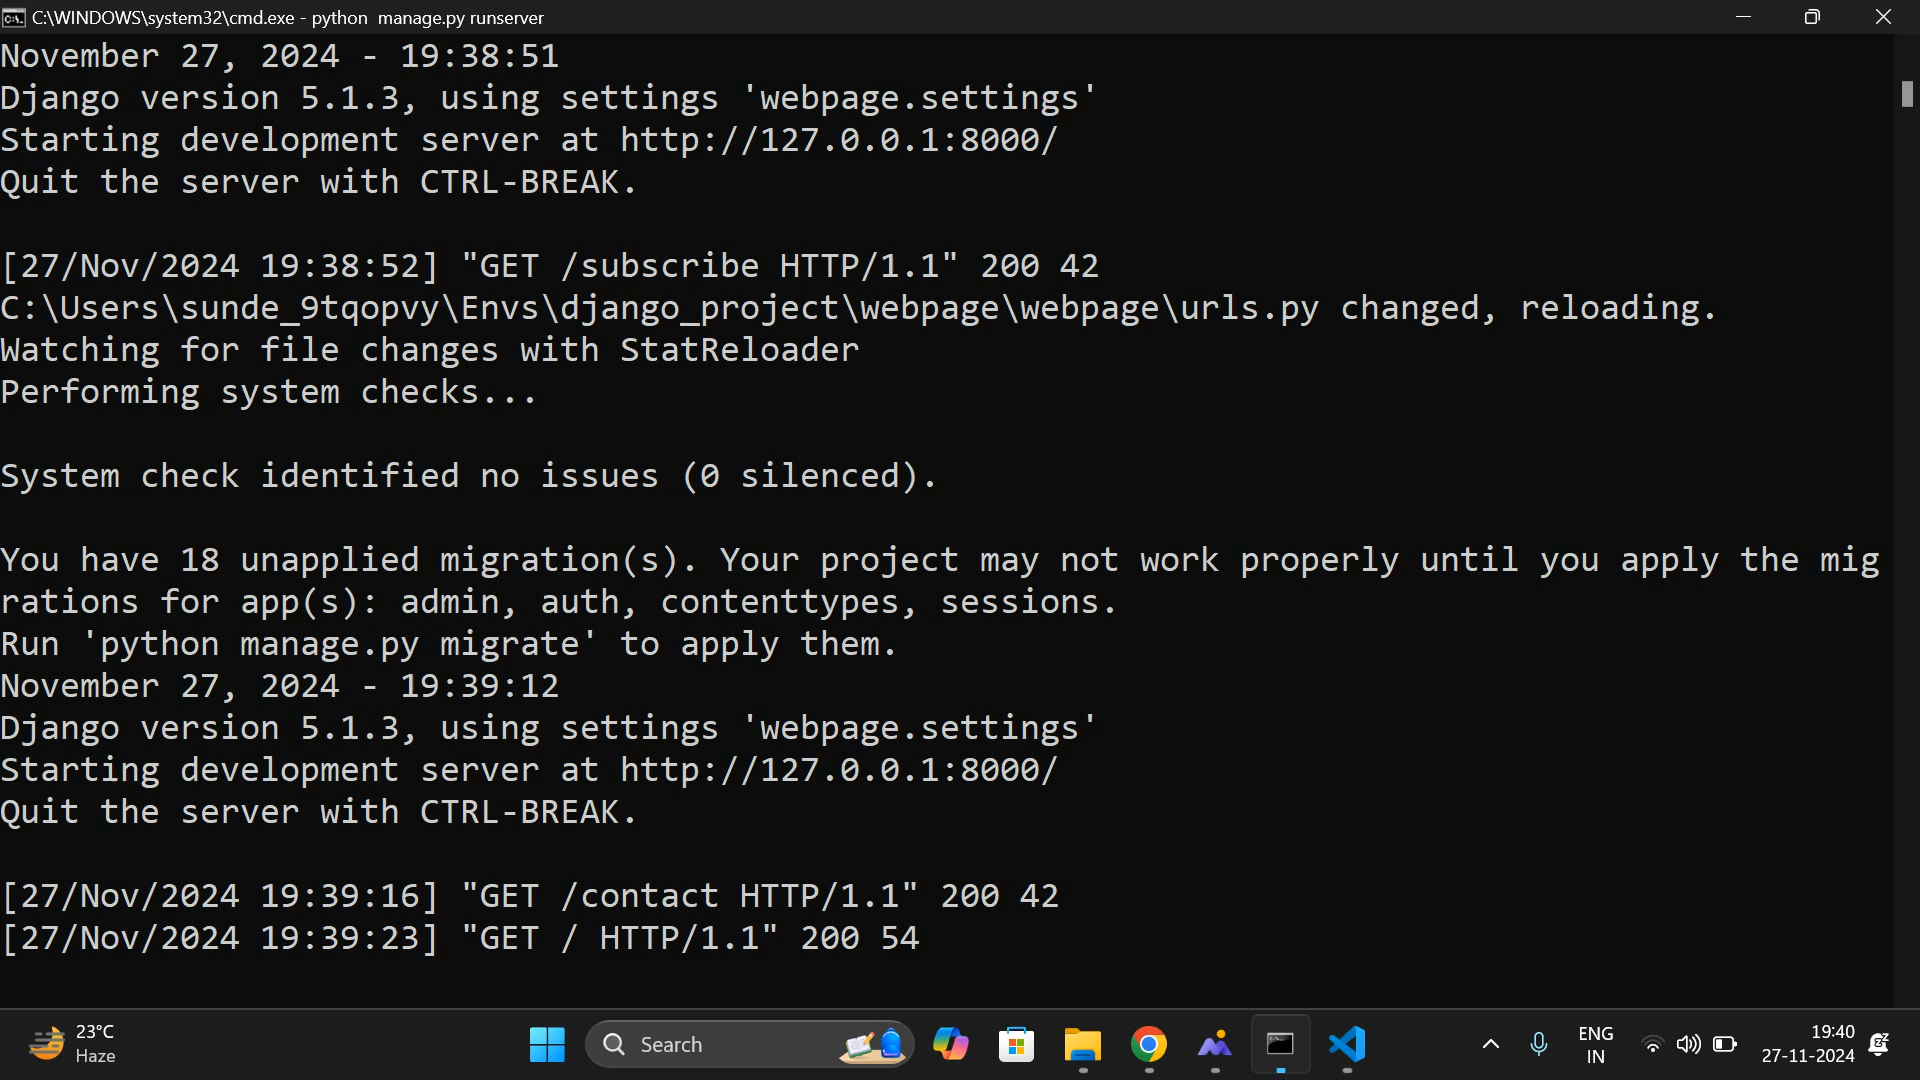 C:\WINDOWS\system32\cmd.exe - python  manage.py runserver
November 27, 2024 - 19:38:51
Django version 5.1.3, using settings 'webpage.settings'
Starting development server at http://127.0.0.1:8000/
Quit the server with CTRL-BREAK.
[27/Nov/2024 19:38:52] "GET /subscribe HTTP/1.1" 200 42
C:\Users\sunde_9tqopvy\Envs\django_project\webpage\webpage\urls.py changed, reloading.
Watching for file changes with StatReloader
Performing system checks...
System check identified no issues (0 silenced).
You have 18 unapplied migration(s). Your project may not work properly until you apply the mig
rations for app(s): admin, auth, contenttypes, sessions.
Run 'python manage.py migrate' to apply them.
November 27, 2024 - 19:39:12
Django version 5.1.3, using settings 'webpage.settings'
Starting development server at http://127.0.0.1:8000/
Quit the server with CTRL-BREAK.
[27/Nov/2024 19:39:16] "GET /contact HTTP/1.1" 200 42
[27/Nov/2024 19:39:23] "GET / HTTP/1.1" 200 54
23°C
Haze
Search
ENG
IN
19:40
27-11-2024